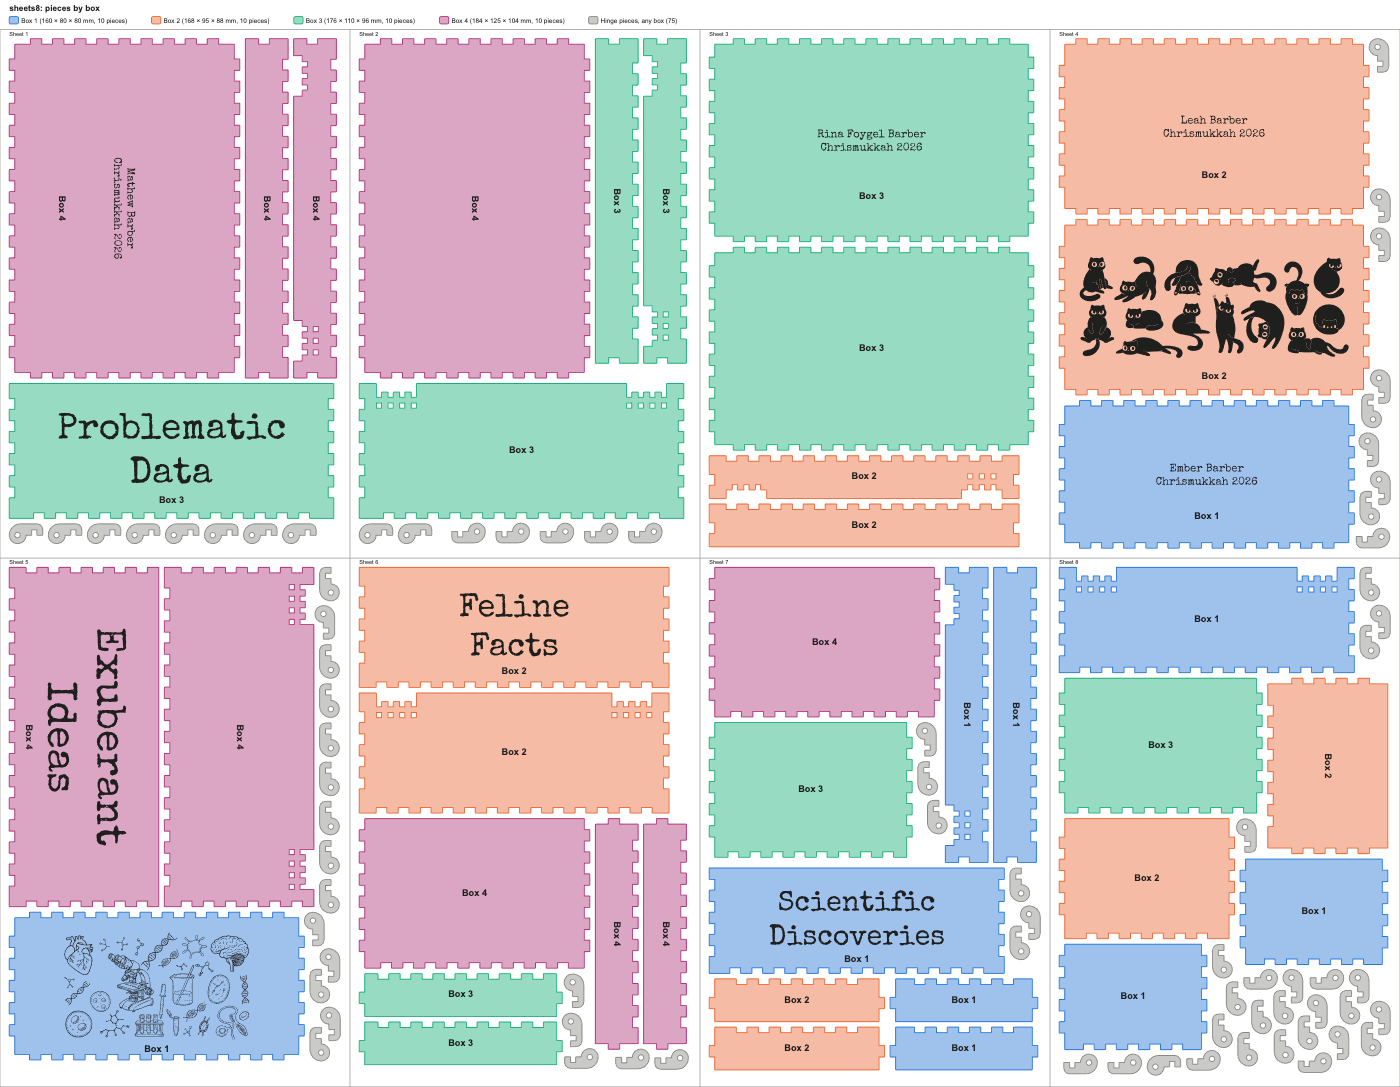 sheets8: pieces by box
Box 1 (160 × 80 × 80 mm, 10 pieces)
Box 2 (168 × 95 × 88 mm, 10 pieces)
Box 3 (176 × 110 × 96 mm, 10 pieces)
Box 4 (184 × 125 × 104 mm, 10 pieces)
Hinge pieces, any box (75)
Sheet 1
Mathew Barber
Chrismukkah 2026
Box 4
Box 4
Box 4
Problematic
Data
Box 3
Sheet 2
Box 4
Box 3
Box 3
Box 3
Sheet 3
Rina Foygel Barber
Chrismukkah 2026
Box 3
Box 3
Box 2
Box 2
Sheet 4
Leah Barber
Chrismukkah 2026
Box 2
Box 2
Ember Barber
Chrismukkah 2026
Box 1
Sheet 5
Exuberant
Ideas
Box 4
Box 4
Box 1
Sheet 6
Feline
Facts
Box 2
Box 2
Box 4
Box 4
Box 4
Box 3
Box 3
Sheet 7
Box 4
Box 1
Box 1
Box 3
Scientific
Discoveries
Box 1
Box 2
Box 1
Box 2
Box 1
Sheet 8
Box 1
Box 3
Box 2
Box 2
Box 1
Box 1